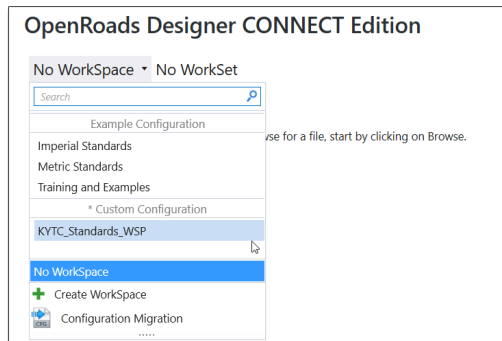 OpenRoads Designer CONNECT Edition
No WorkSpace No WorkSet
Search
Example Configuration
Imperial Standards
wse for a file, start by clicking on Browse.
Metric Standards
Training and Examples
* Custom Configuration
KYTC_Standards_WSP
No WorkSpace
Create WorkSpace
CFG
Configuration Migration
.....